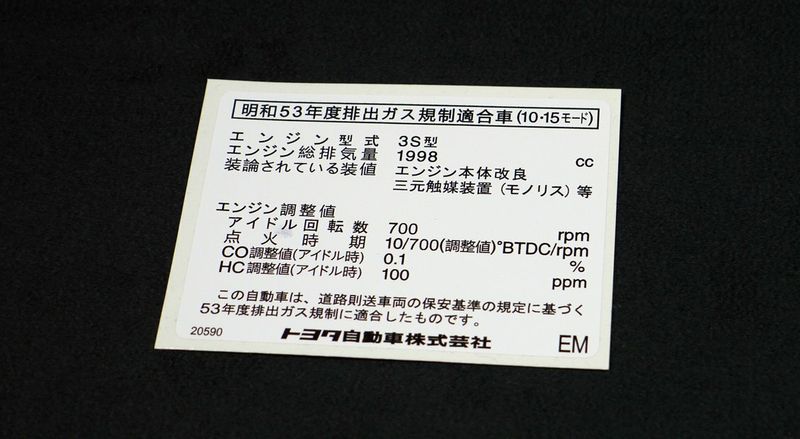 明和53年度排出ガス規制適合車(10・15モード)
エンジン型式 3S型
エンジン総排気量 1998 cc
装論されている装値 エンジン本体改良
三元触媒装置(モノリス)等
エンジン調整値
アイドル回転数 700 rpm
点火時期 10/700(調整値)°BTDC/rpm
CO調整値(アイドル時) 0.1 %
HC調整値(アイドル時) 100 ppm
この自動車は、道路則送車両の保安基準の規定に基づく
53年度排出ガス規制に適合したものです。
20590 トヨタ自動車株式会社 EM